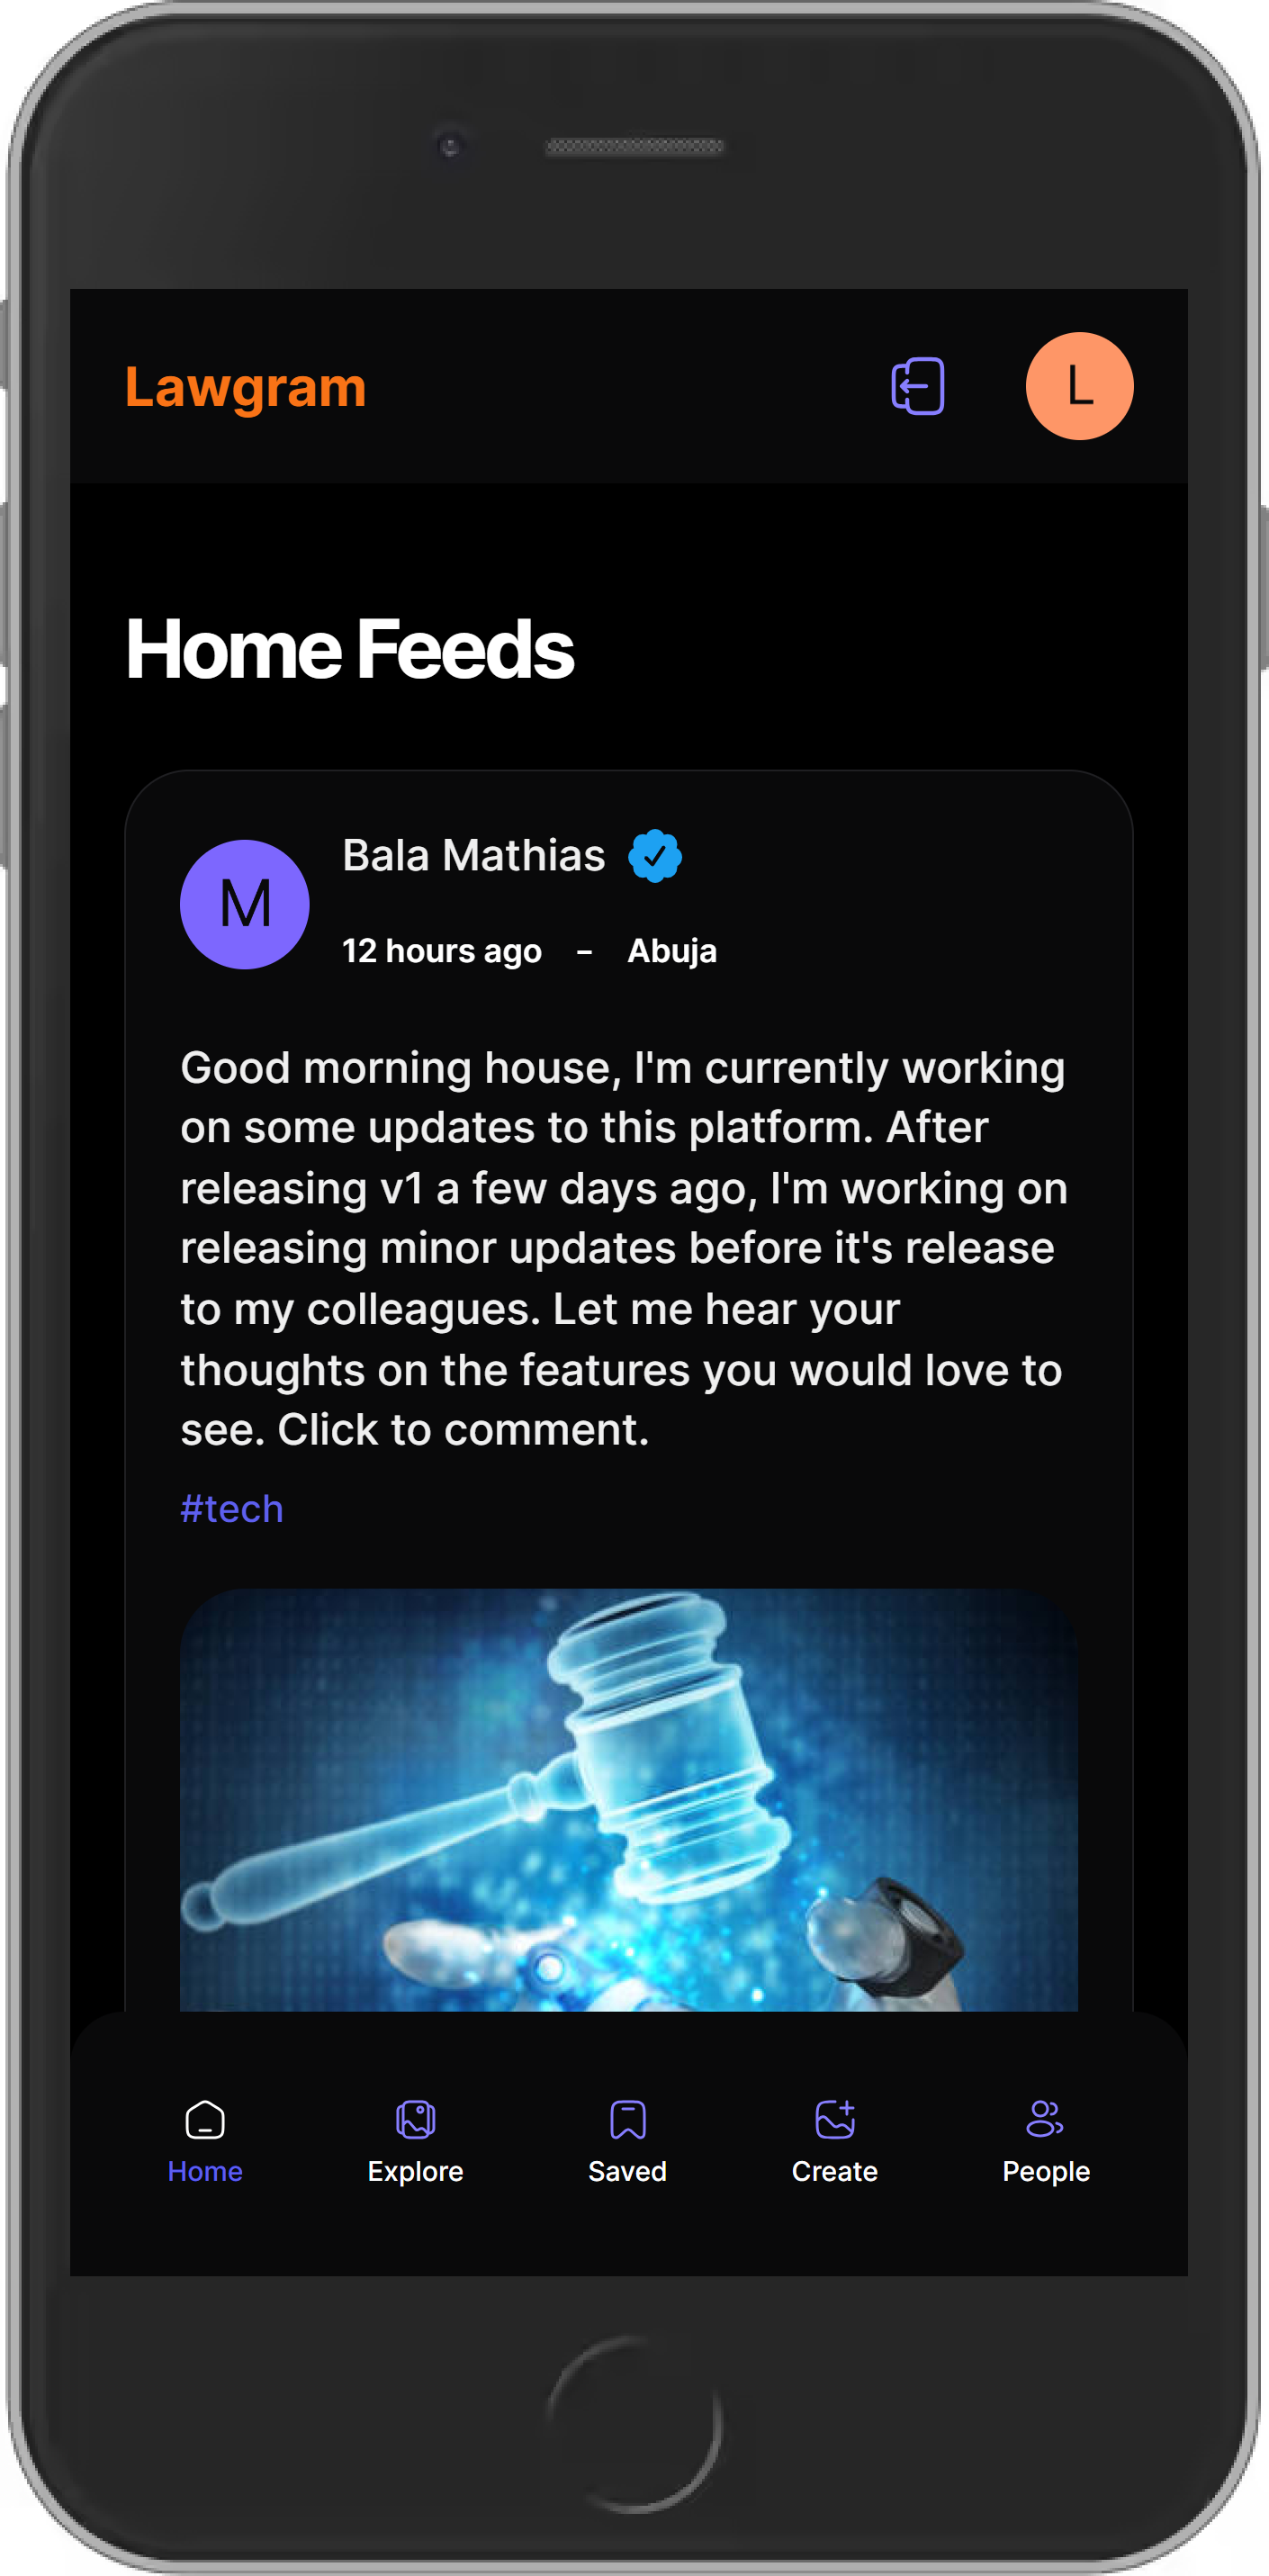 Lawgram
L
Home Feeds
M
Bala Mathias
12 hours ago - Abuja
Good morning house, I'm currently working
on some updates to this platform. After
releasing v1 a few days ago, I'm working on
releasing minor updates before it's release
to my colleagues. Let me hear your
thoughts on the features you would love to
see. Click to comment.
#tech
Home Explore Saved Create People